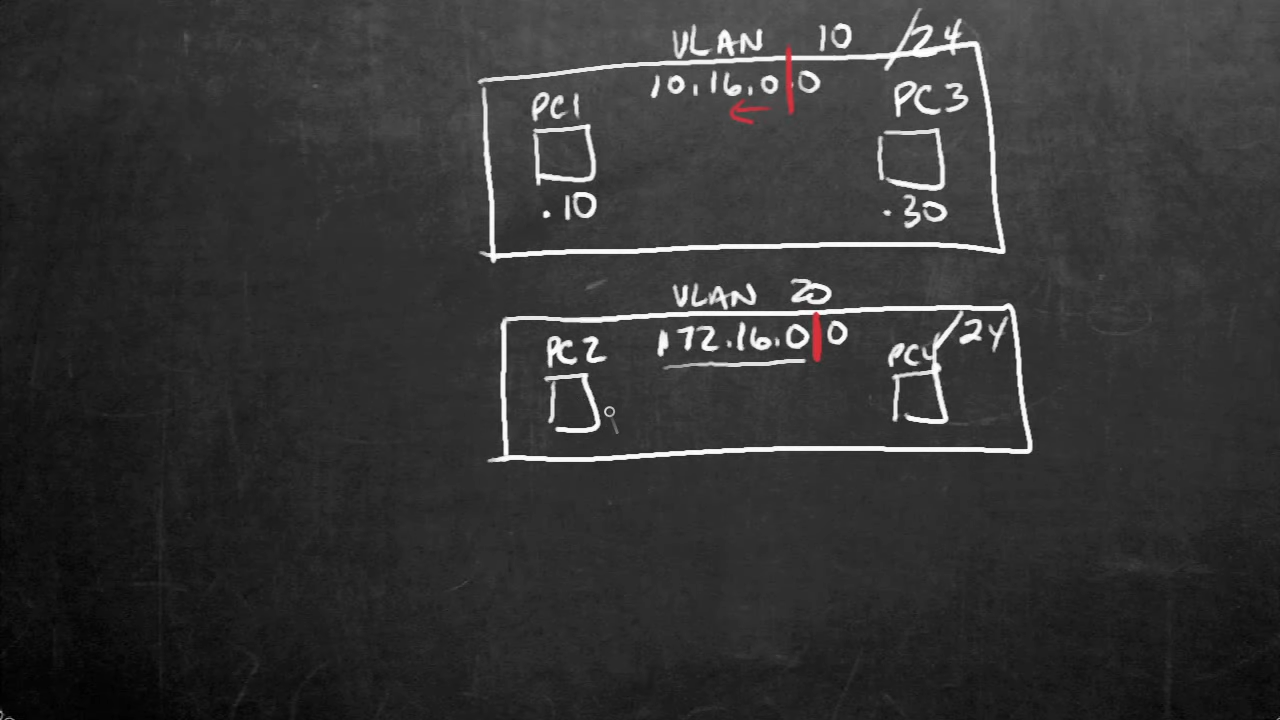 VLAN 10 /24
10.16.0.0
PC1
PC3
.10
.30
VLAN 20
172.16.0 0
/24
PC2
PC4